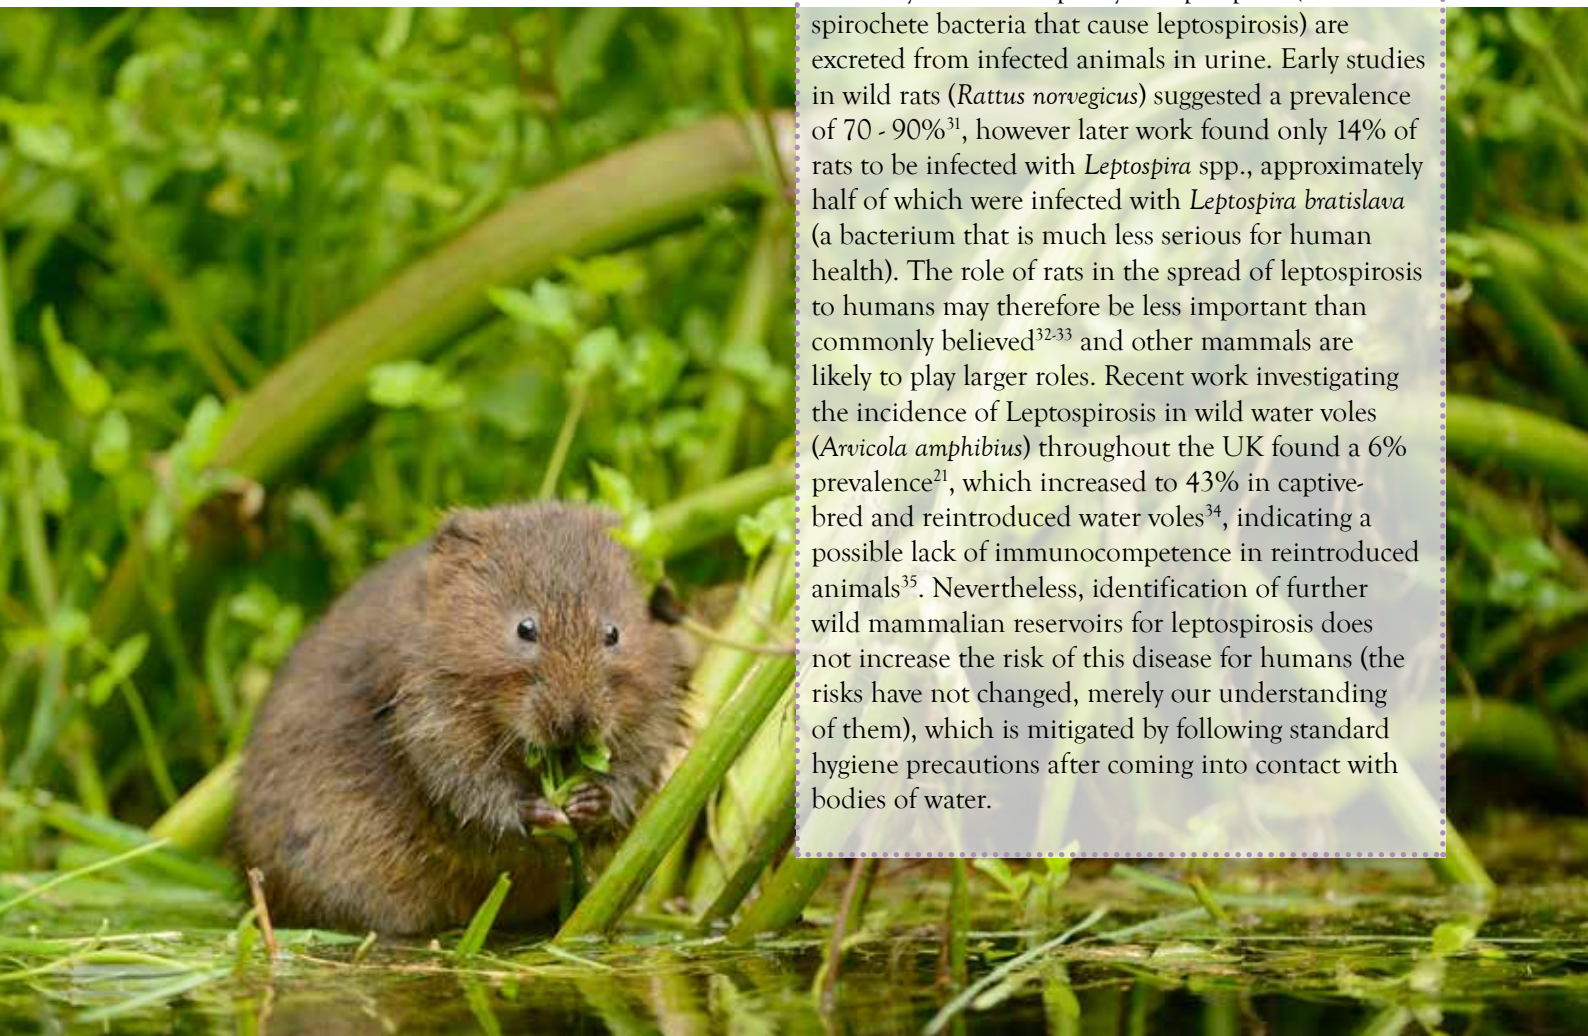 spirochete bacteria that cause leptospirosis) are
excreted from infected animals in urine. Early studies
in wild rats (Rattus norvegicus) suggested a prevalence
of 70 - 90%³¹, however later work found only 14% of
rats to be infected with Leptospira spp., approximately
half of which were infected with Leptospira bratislava
(a bacterium that is much less serious for human
health). The role of rats in the spread of leptospirosis
to humans may therefore be less important than
commonly believed³²⁻³³ and other mammals are
likely to play larger roles. Recent work investigating
the incidence of Leptospirosis in wild water voles
(Arvicola amphibius) throughout the UK found a 6%
prevalence²¹, which increased to 43% in captive-
bred and reintroduced water voles³⁴, indicating a
possible lack of immunocompetence in reintroduced
animals³⁵. Nevertheless, identification of further
wild mammalian reservoirs for leptospirosis does
not increase the risk of this disease for humans (the
risks have not changed, merely our understanding
of them), which is mitigated by following standard
hygiene precautions after coming into contact with
bodies of water.